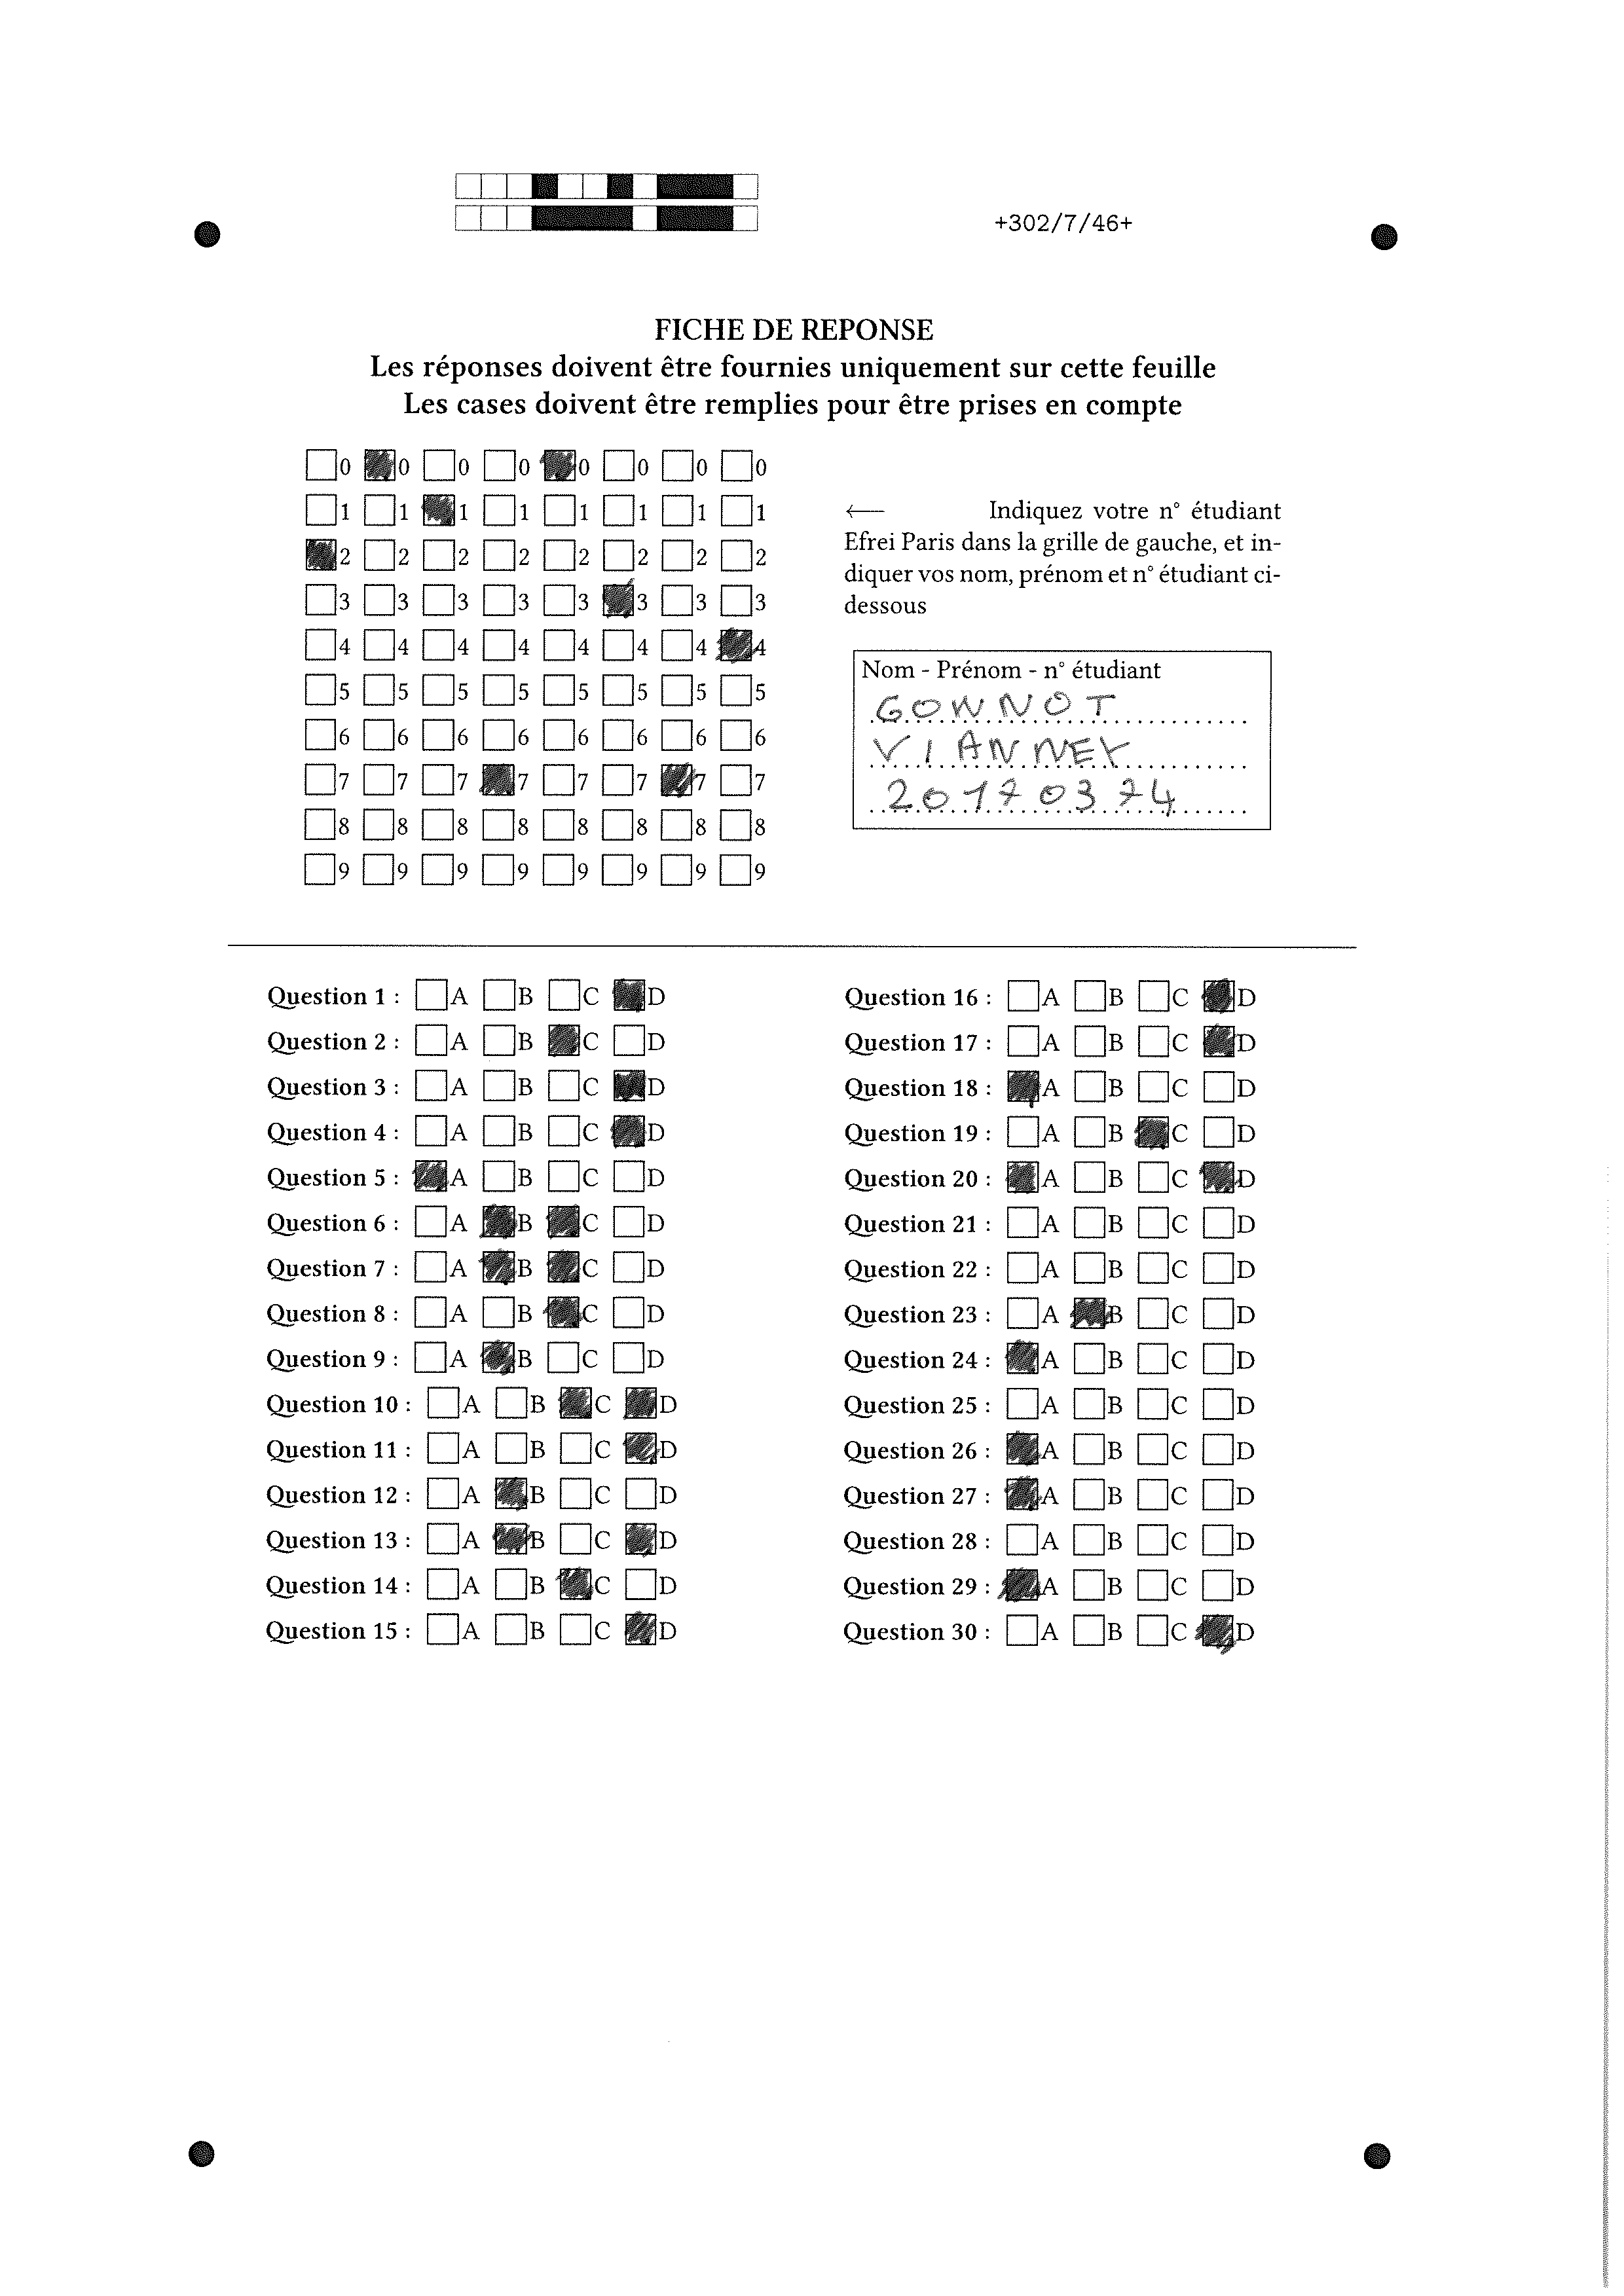 +302/7/46+
FICHE DE REPONSE
Les réponses doivent être fournies uniquement sur cette feuille
Les cases doivent être remplies pour être prises en compte
0 0 0 0 0 0 0 0
1 1 1 1 1 1 1 1
2 2 2 2 2 2 2 2
3 3 3 3 3 3 3 3
4 4 4 4 4 4 4 4
5 5 5 5 5 5 5 5
6 6 6 6 6 6 6 6
7 7 7 7 7 7 7 7
8 8 8 8 8 8 8 8
9 9 9 9 9 9 9 9
← Indiquez votre n° étudiant
Efrei Paris dans la grille de gauche, et in-
diquer vos nom, prénom et n° étudiant ci-
dessous
Nom - Prénom - n° étudiant
GONNOT
VIANNEY
20170374
Question 1 : A B C D
Question 2 : A B C D
Question 3 : A B C D
Question 4 : A B C D
Question 5 : A B C D
Question 6 : A B C D
Question 7 : A B C D
Question 8 : A B C D
Question 9 : A B C D
Question 10 : A B C D
Question 11 : A B C D
Question 12 : A B C D
Question 13 : A B C D
Question 14 : A B C D
Question 15 : A B C D
Question 16 : A B C D
Question 17 : A B C D
Question 18 : A B C D
Question 19 : A B C D
Question 20 : A B C D
Question 21 : A B C D
Question 22 : A B C D
Question 23 : A B C D
Question 24 : A B C D
Question 25 : A B C D
Question 26 : A B C D
Question 27 : A B C D
Question 28 : A B C D
Question 29 : A B C D
Question 30 : A B C D